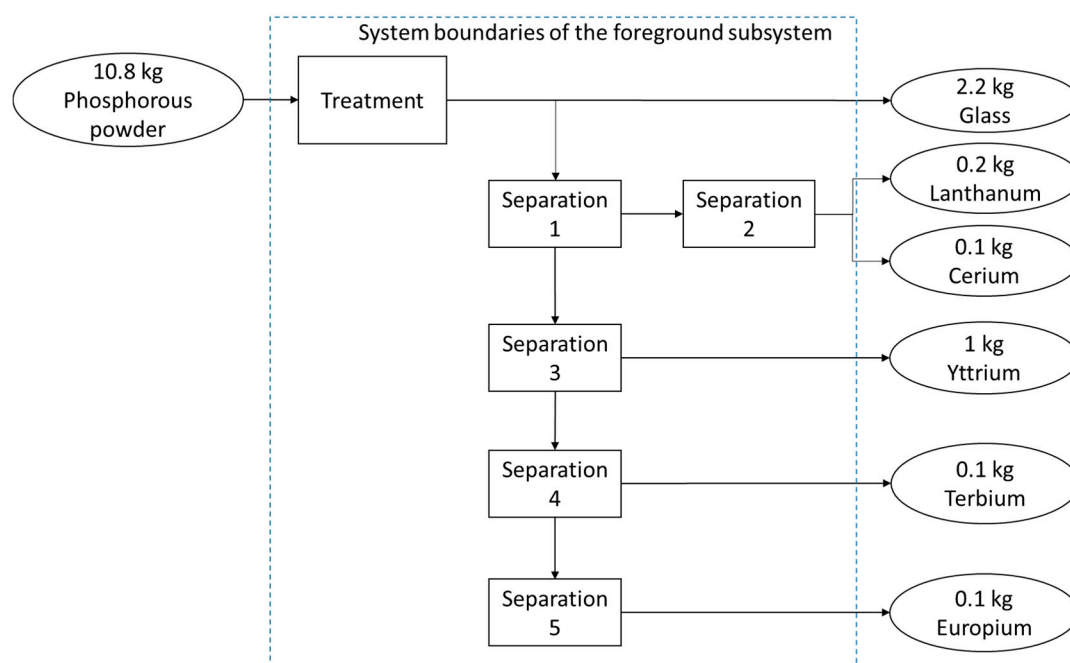 System boundaries of the foreground subsystem
10.8 kg
Phosphorous
powder
Treatment
2.2 kg
Glass
Separation
1
Separation
2
0.2 kg
Lanthanum
0.1 kg
Cerium
Separation
3
1 kg
Yttrium
Separation
4
0.1 kg
Terbium
Separation
5
0.1 kg
Europium